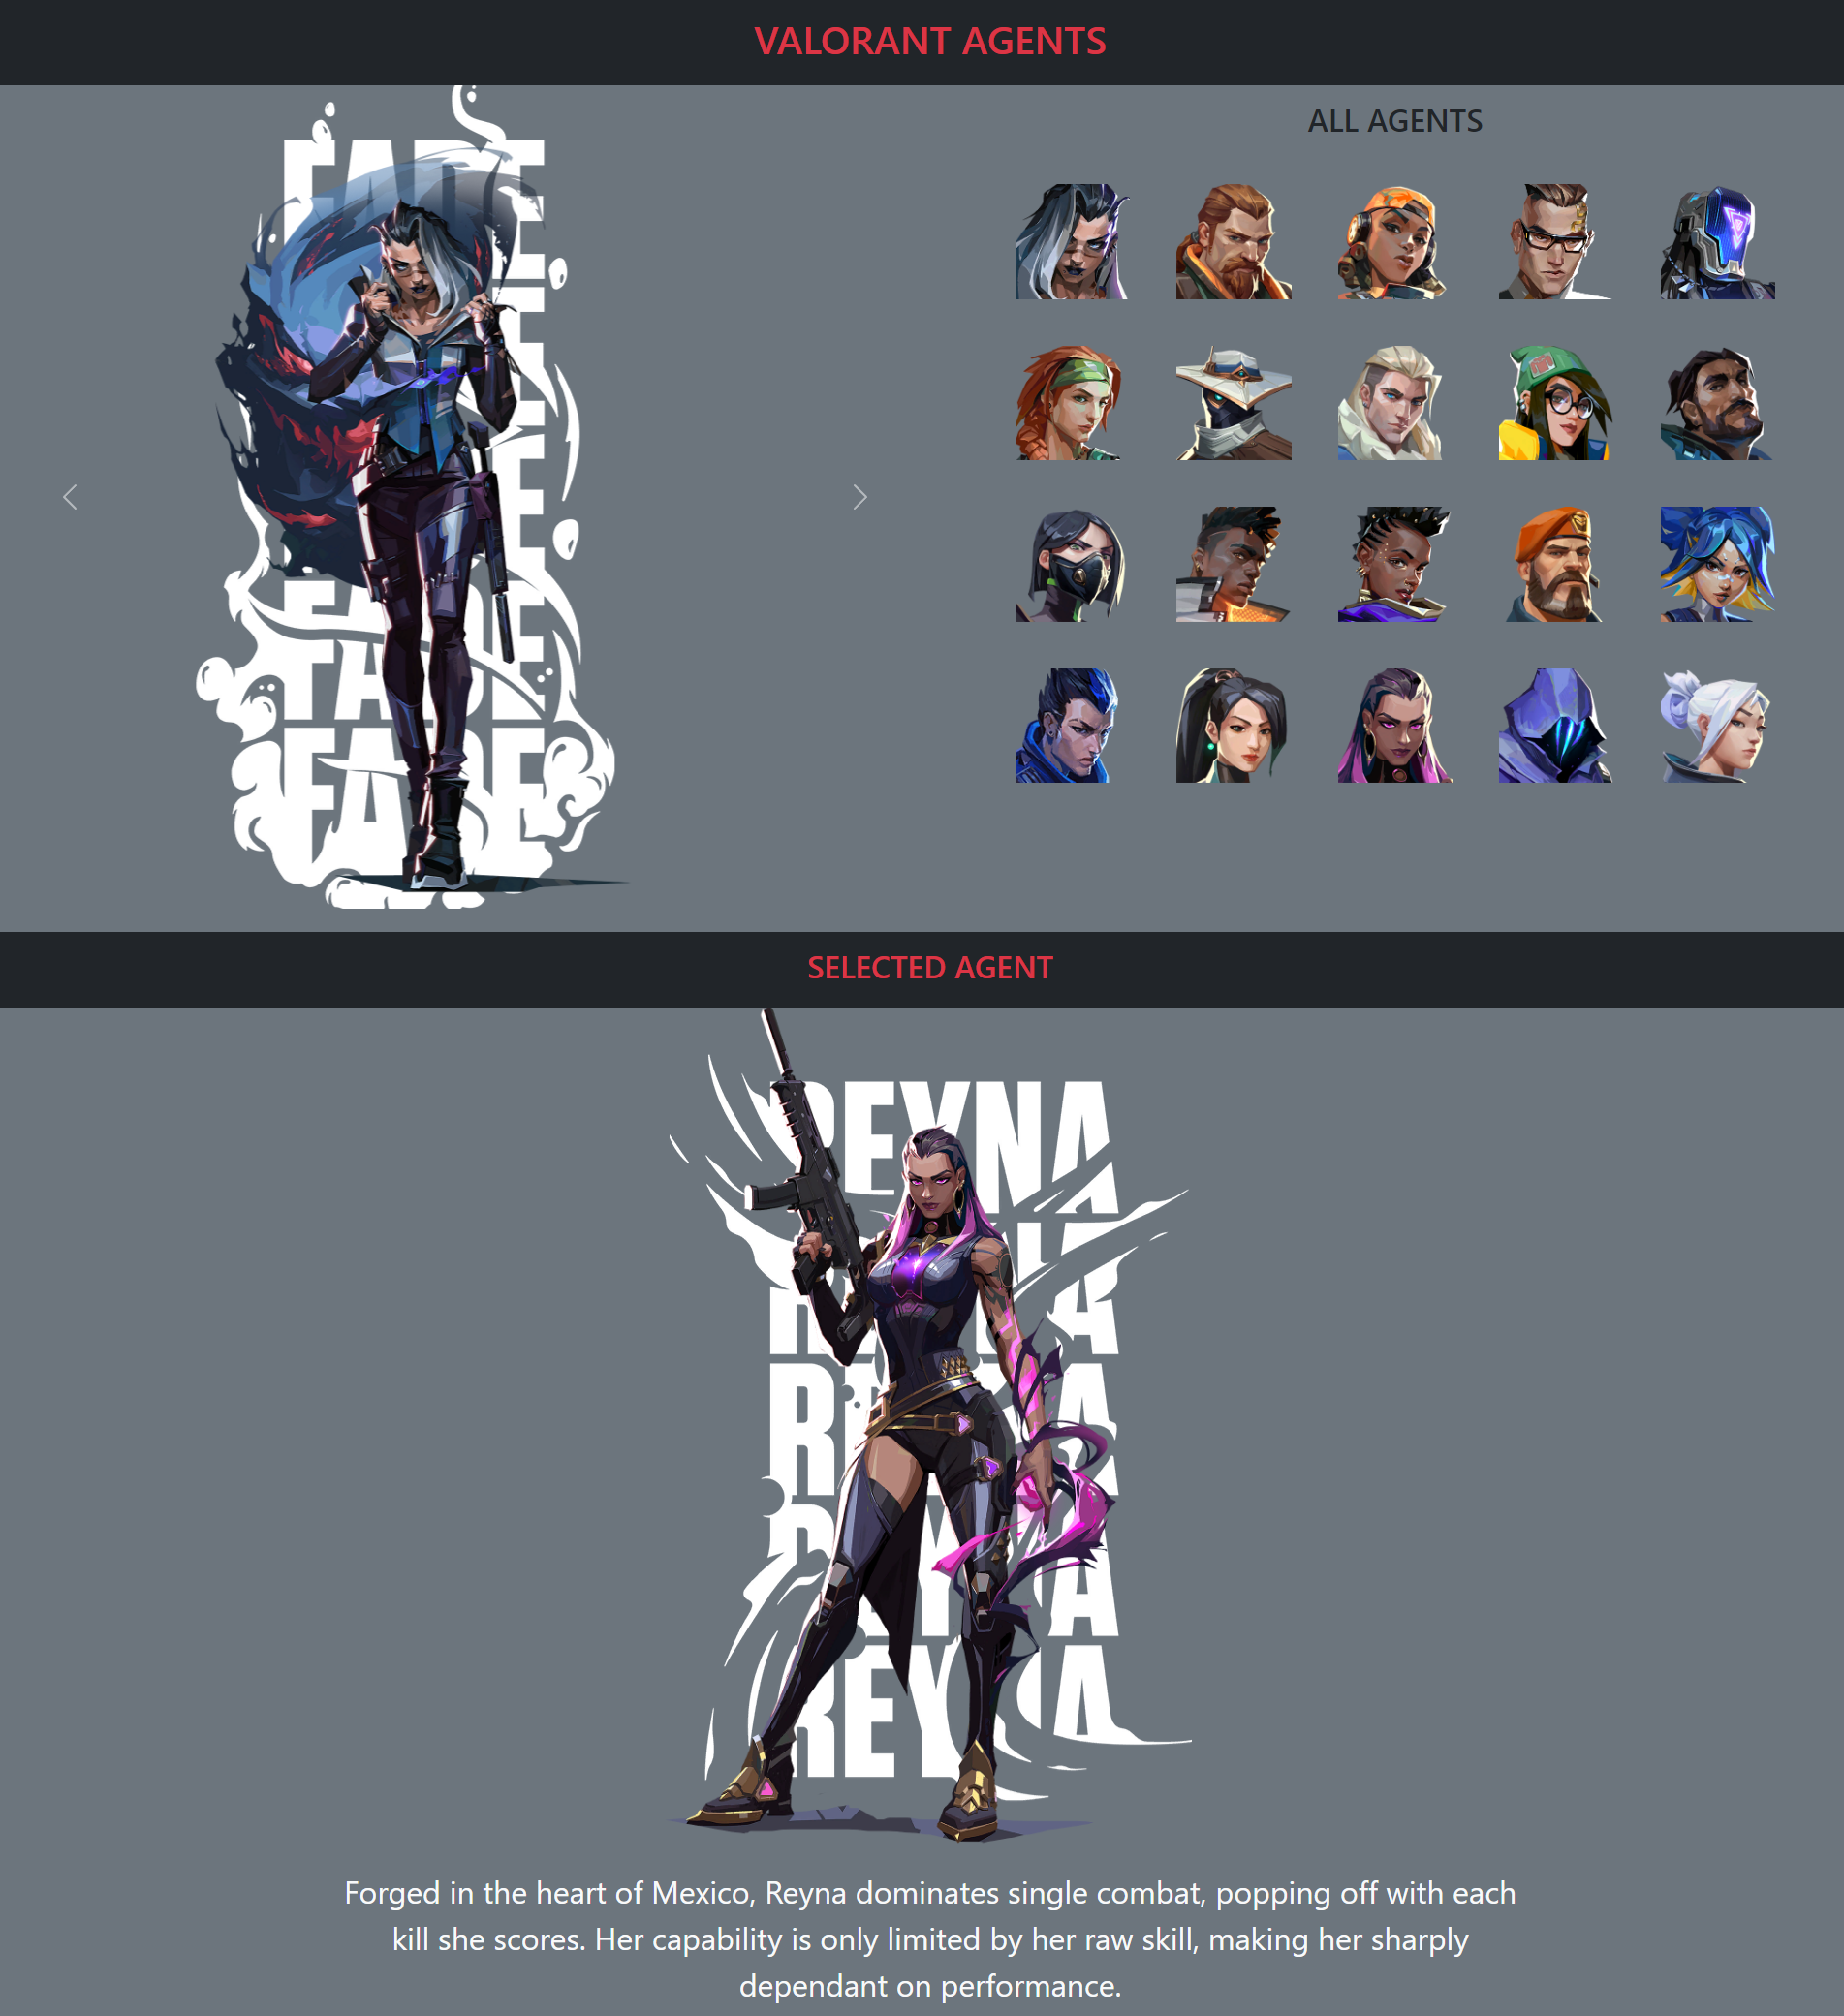 VALORANT AGENTS
ALL AGENTS
FADE
FADE
FADE
FADE
SELECTED AGENT
REYNA
REYNA
REYNA
REYNA
REYNA
Forged in the heart of Mexico, Reyna dominates single combat, popping off with each
kill she scores. Her capability is only limited by her raw skill, making her sharply
dependant on performance.